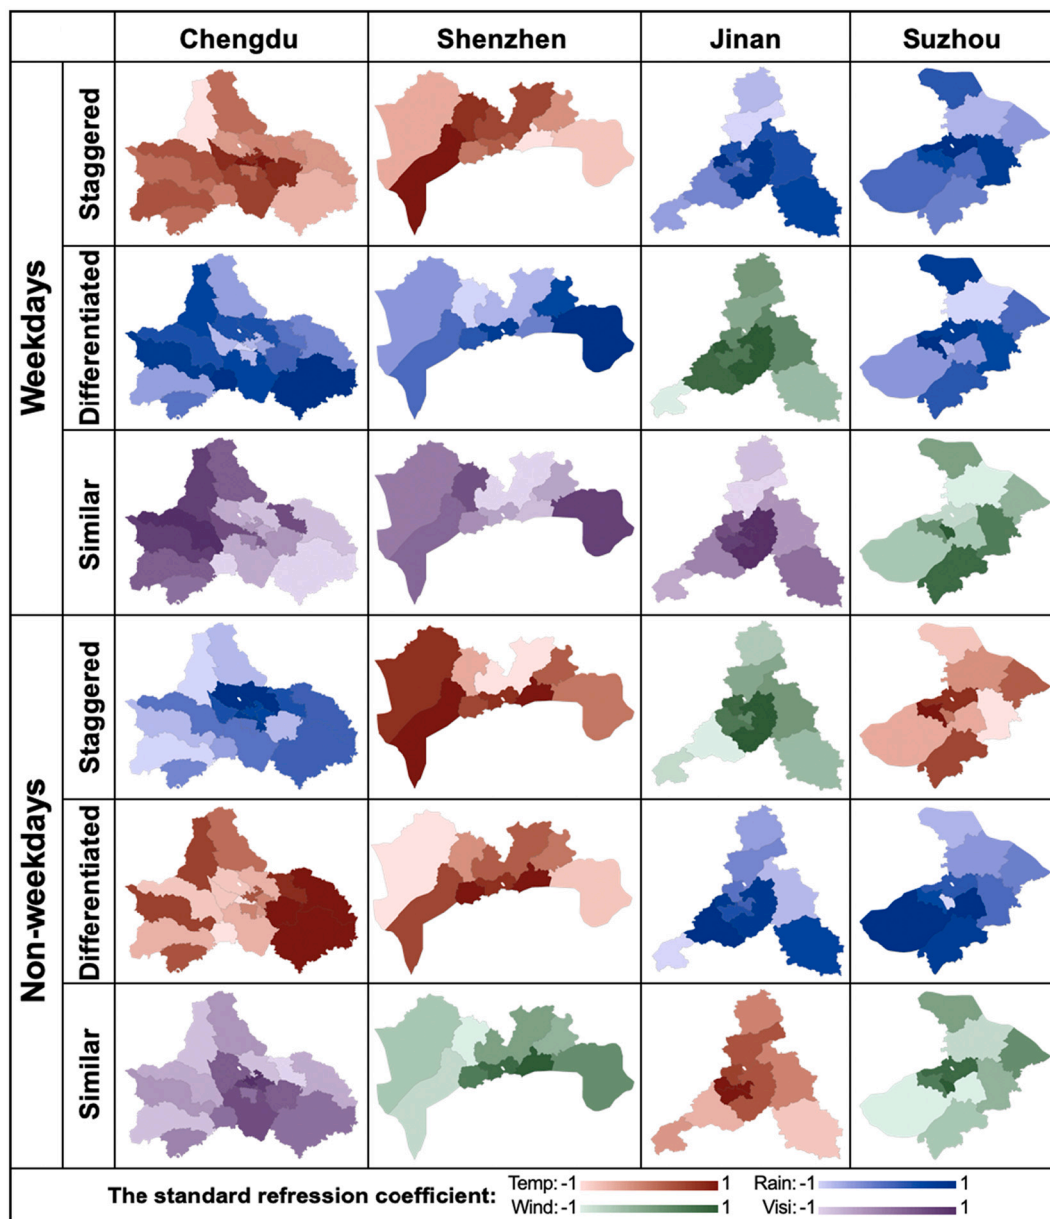 Chengdu Shenzhen Jinan Suzhou
Weekdays
Staggered
Differentiated
Similar
Non-weekdays
Staggered
Differentiated
Similar
The standard refression coefficient: Temp: -1 1 Rain: -1 1
Wind: -1 1 Visi: -1 1